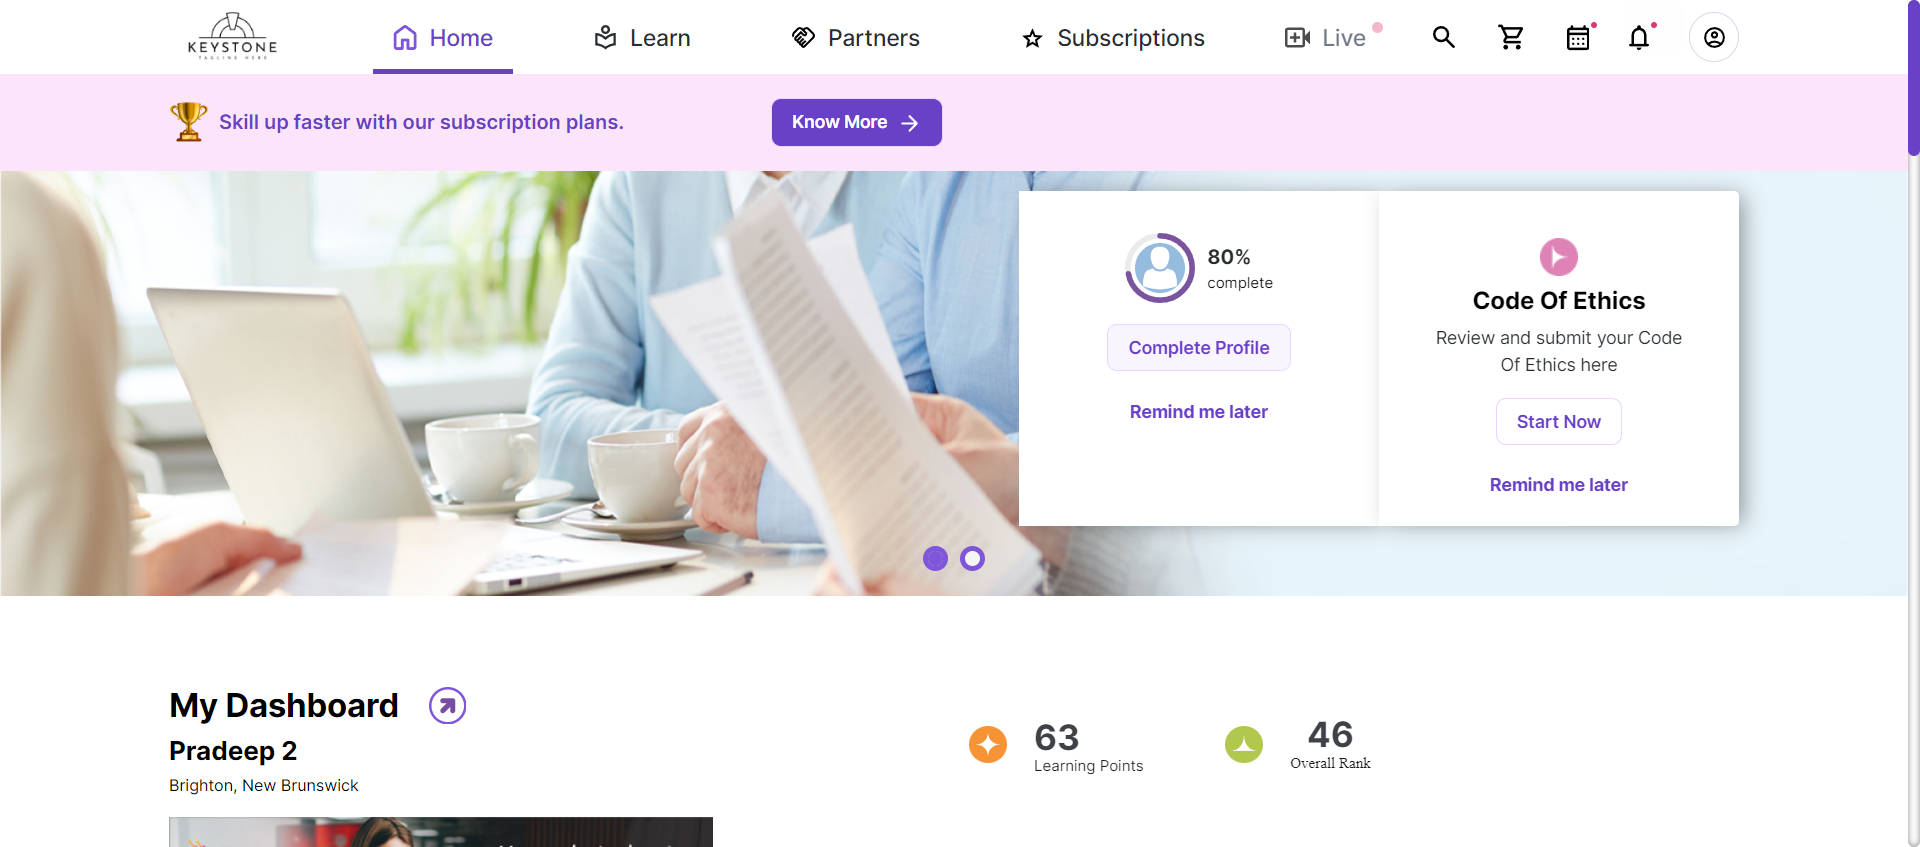 KEYSTONE
TAGLINE HERE
Home
Learn
Partners
Subscriptions
Live
Skill up faster with our subscription plans.
Know More
80%
complete
Complete Profile
Remind me later
Code Of Ethics
Review and submit your Code
Of Ethics here
Start Now
Remind me later
My Dashboard
Pradeep 2
Brighton, New Brunswick
63
Learning Points
46
Overall Rank